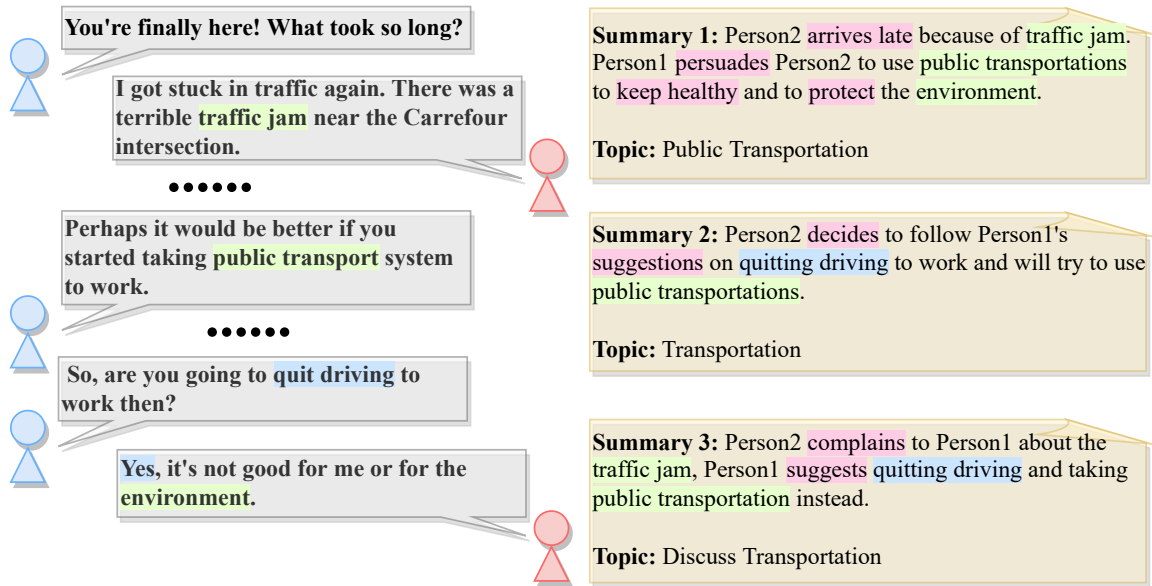 You're finally here! What took so long?
I got stuck in traffic again. There was a
terrible traffic jam near the Carrefour
intersection.
Perhaps it would be better if you
started taking public transport system
to work.
So, are you going to quit driving to
work then?
Yes, it's not good for me or for the
environment.
Summary 1: Person2 arrives late because of traffic jam.
Person1 persuades Person2 to use public transportations
to keep healthy and to protect the environment.
Topic: Public Transportation
Summary 2: Person2 decides to follow Person1's
suggestions on quitting driving to work and will try to use
public transportations.
Topic: Transportation
Summary 3: Person2 complains to Person1 about the
traffic jam, Person1 suggests quitting driving and taking
public transportation instead.
Topic: Discuss Transportation